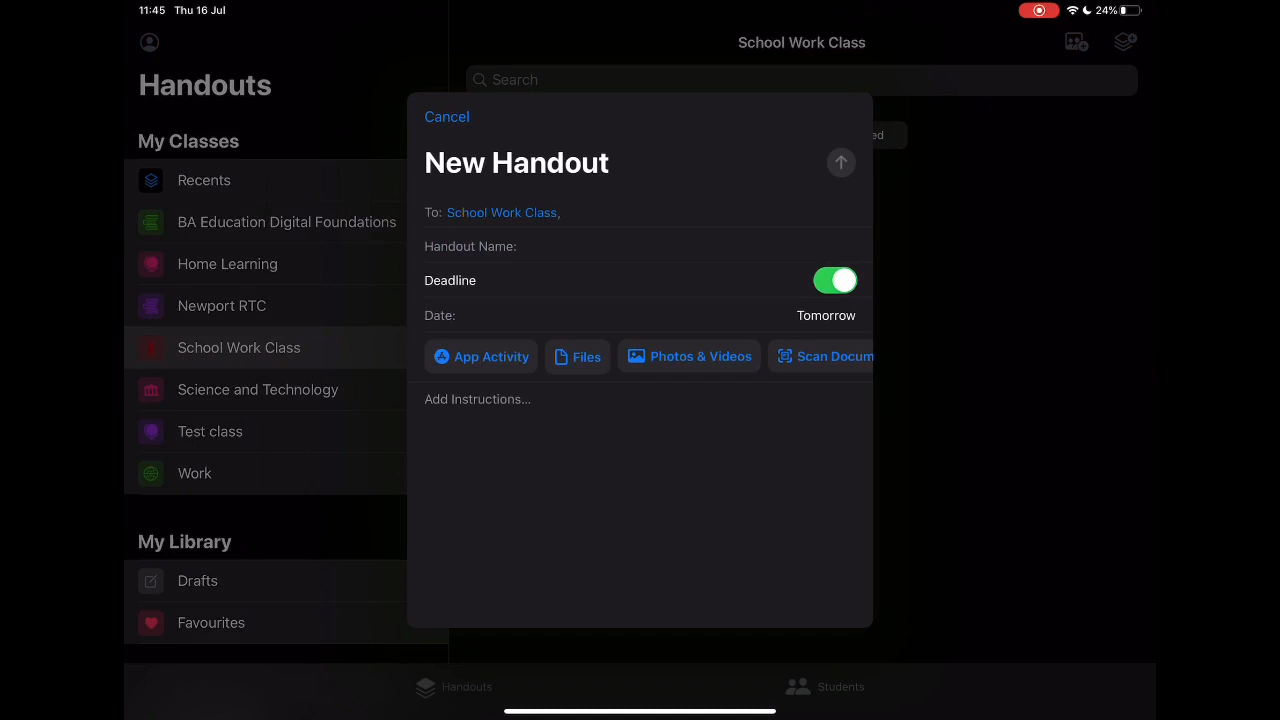 11:45 Thu 16 Jul
24%
Handouts
My Classes
Recents
BA Education Digital Foundations
Home Learning
Newport RTC
School Work Class
Science and Technology
Test class
Work
My Library
Drafts
Favourites
School Work Class
Search
ed
Cancel
New Handout
To: School Work Class,
Handout Name:
Deadline
Date: Tomorrow
App Activity Files Photos & Videos Scan Docum
Add Instructions...
Handouts Students